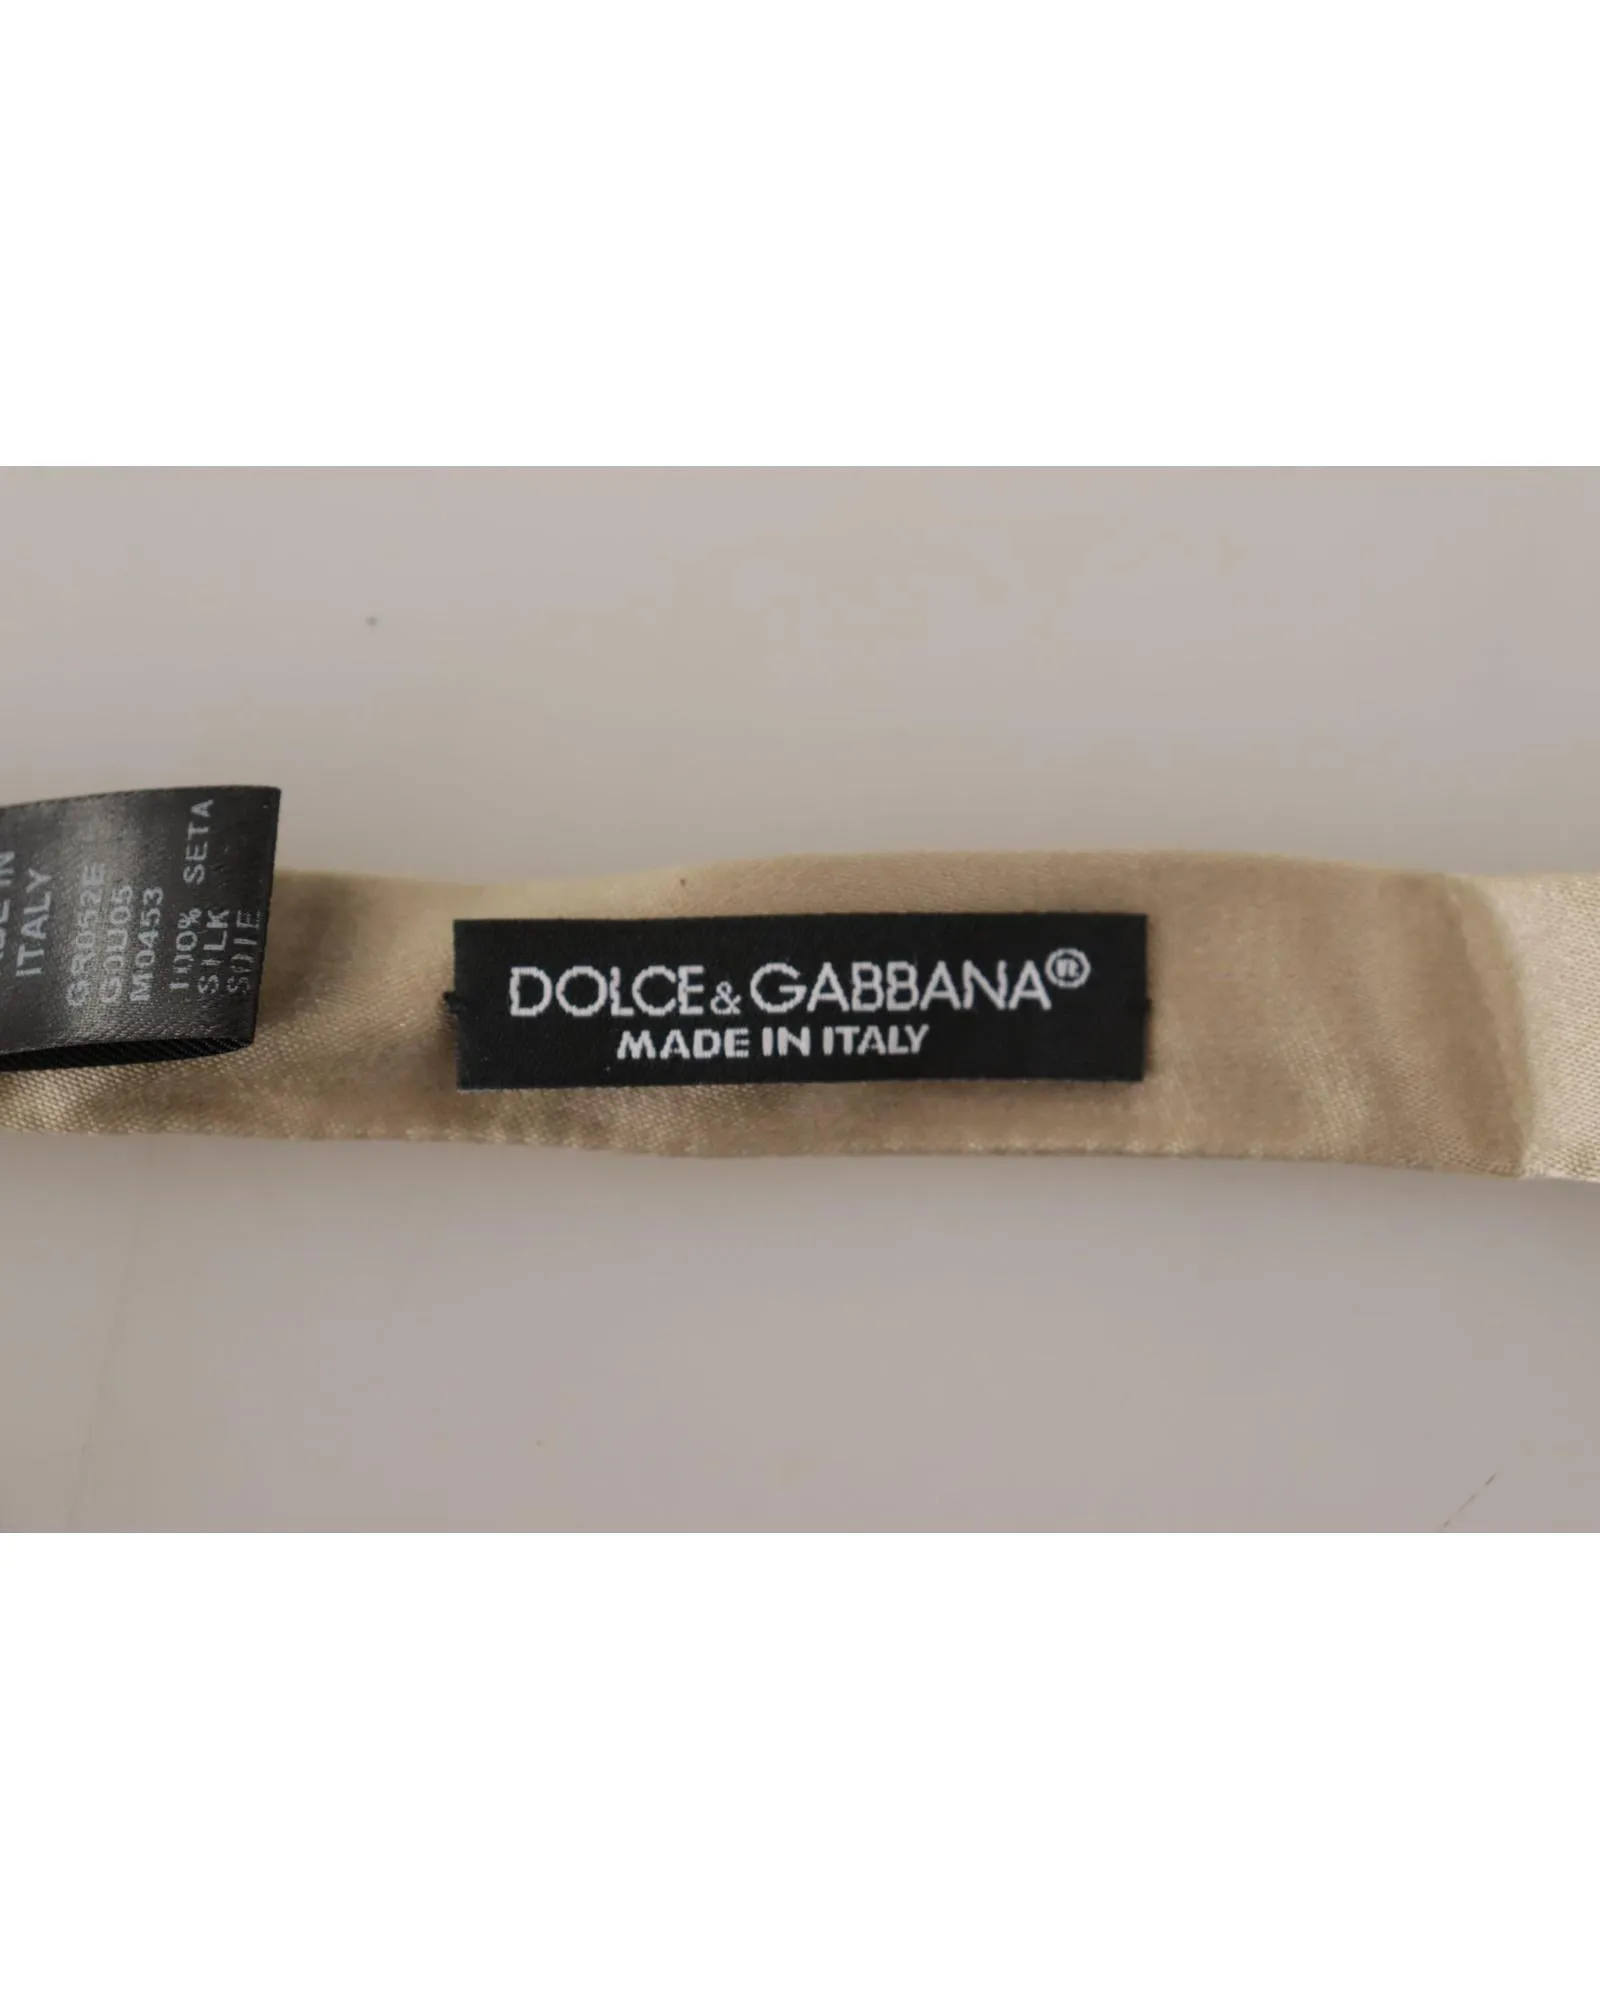 ITALY
GR052E
G0U05
M0453
100% SETA
SILK
SOIE
DOLCE&GABBANA®
MADE IN ITALY